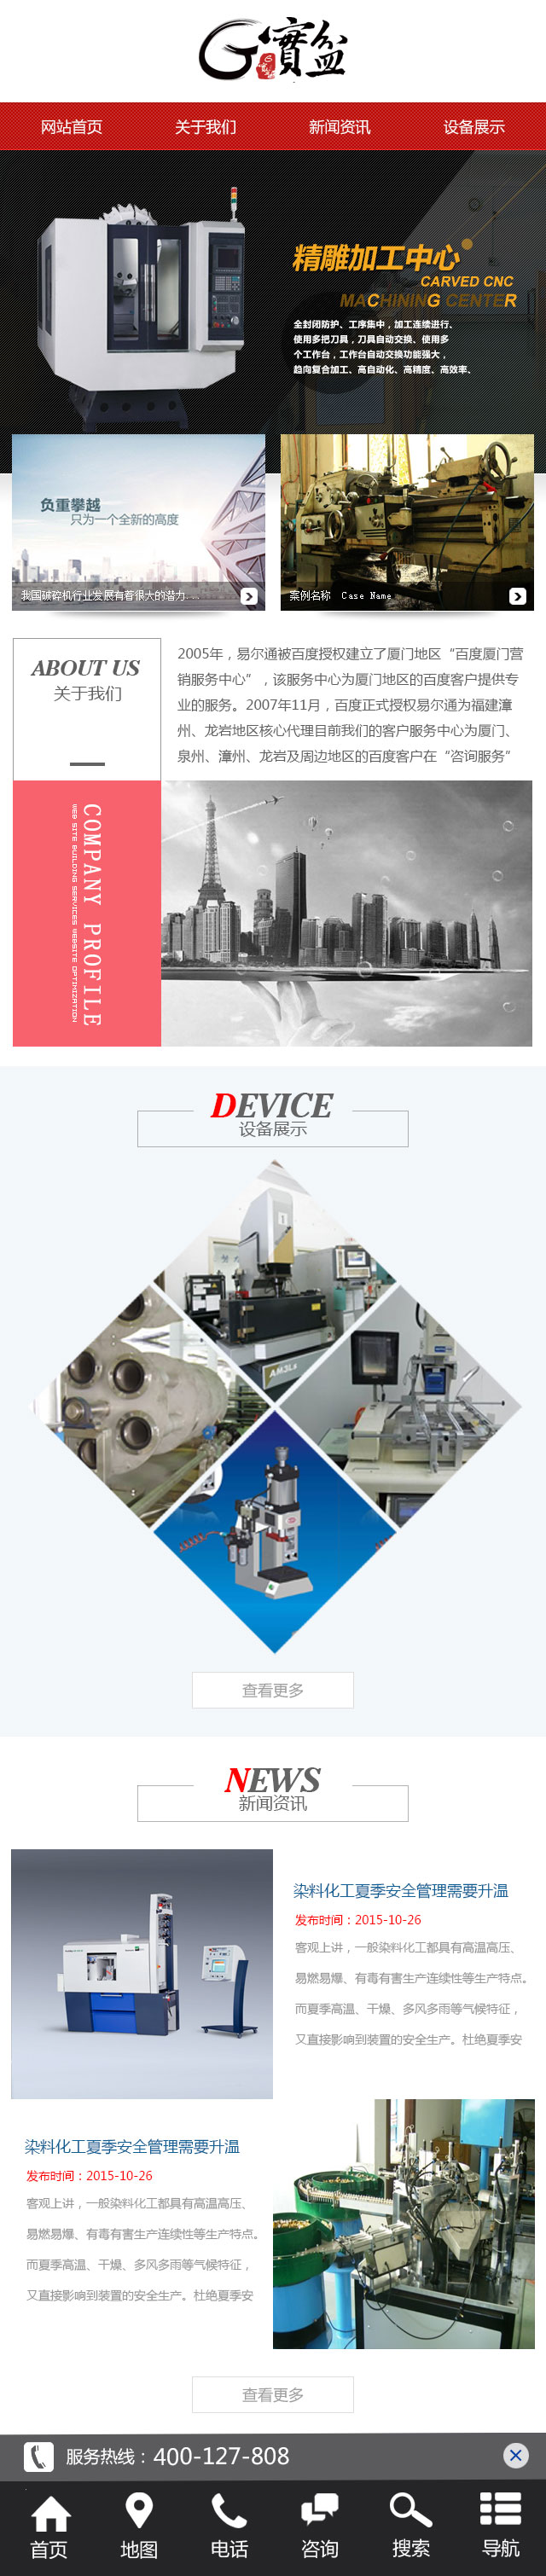 G實盆
网站首页 关于我们 新闻资讯 设备展示
精雕加工中心
CARVED CNC
MACHINING CENTER
全封闭防护、工序集中，加工连续进行、
使用多把刀具，刀具自动交换、使用多
个工作台，工作台自动交换功能强大，
趋向复合加工、高自动化、高精度、高效率、
负重攀越
只为一个全新的高度
我国破碎机行业发展有着很大的潜力...
案例名称 Case Name
ABOUT US
关于我们
2005年，易尔通被百度授权建立了厦门地区“百度厦门营
销服务中心”，该服务中心为厦门地区的百度客户提供专
业的服务。2007年11月，百度正式授权易尔通为福建漳
州、龙岩地区核心代理目前我们的客户服务中心为厦门、
泉州、漳州、龙岩及周边地区的百度客户在“咨询服务”
COMPANY PROFILE
WEB SITE BUILDING SERVICES WEBSITE OPTIMIZATION
DEVICE
设备展示
AM3Ls
查看更多
NEWS
新闻资讯
染料化工夏季安全管理需要升温
发布时间：2015-10-26
客观上讲，一般染料化工都具有高温高压、
易燃易爆、有毒有害生产连续性等生产特点。
而夏季高温、干燥、多风多雨等气候特征，
又直接影响到装置的安全生产。杜绝夏季安
染料化工夏季安全管理需要升温
发布时间：2015-10-26
客观上讲，一般染料化工都具有高温高压、
易燃易爆、有毒有害生产连续性等生产特点。
而夏季高温、干燥、多风多雨等气候特征，
又直接影响到装置的安全生产。杜绝夏季安
查看更多
服务热线：400-127-808
首页 地图 电话 咨询 搜索 导航